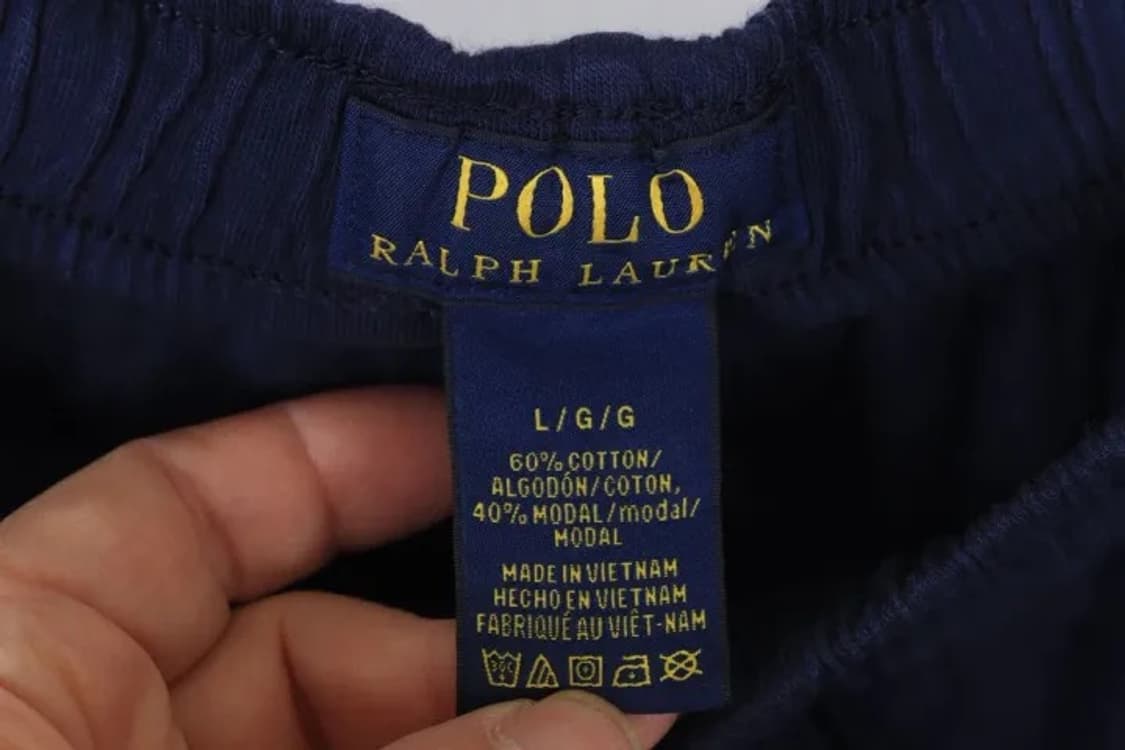 POLO
RALPH LAUREN
L/G/G
60% COTTON/
ALGODÓN/COTON,
40% MODAL/modal/
MODAL
MADE IN VIETNAM
HECHO EN VIETNAM
FABRIQUÉ AU VIÊT-NAM
30C